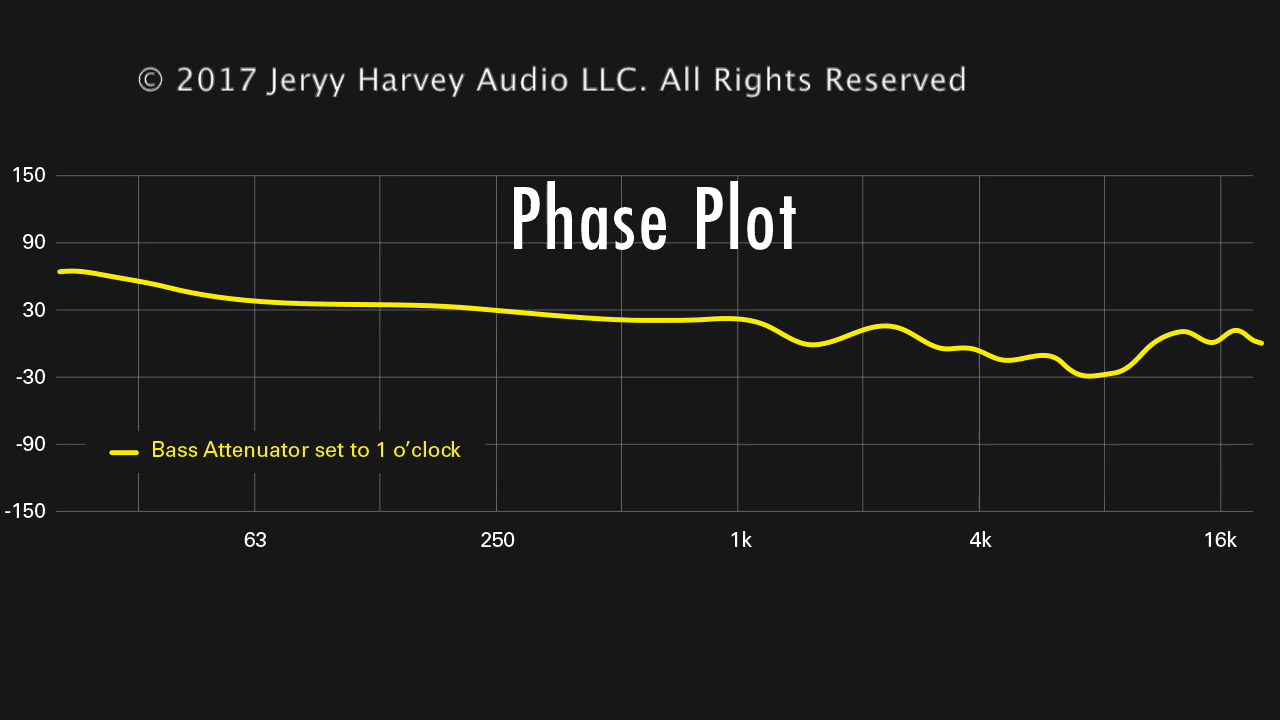 © 2017 Jeryy Harvey Audio LLC. All Rights Reserved
Phase Plot
150
90
30
-30
-90
-150
Bass Attenuator set to 1 o’clock
63 250 1k 4k 16k